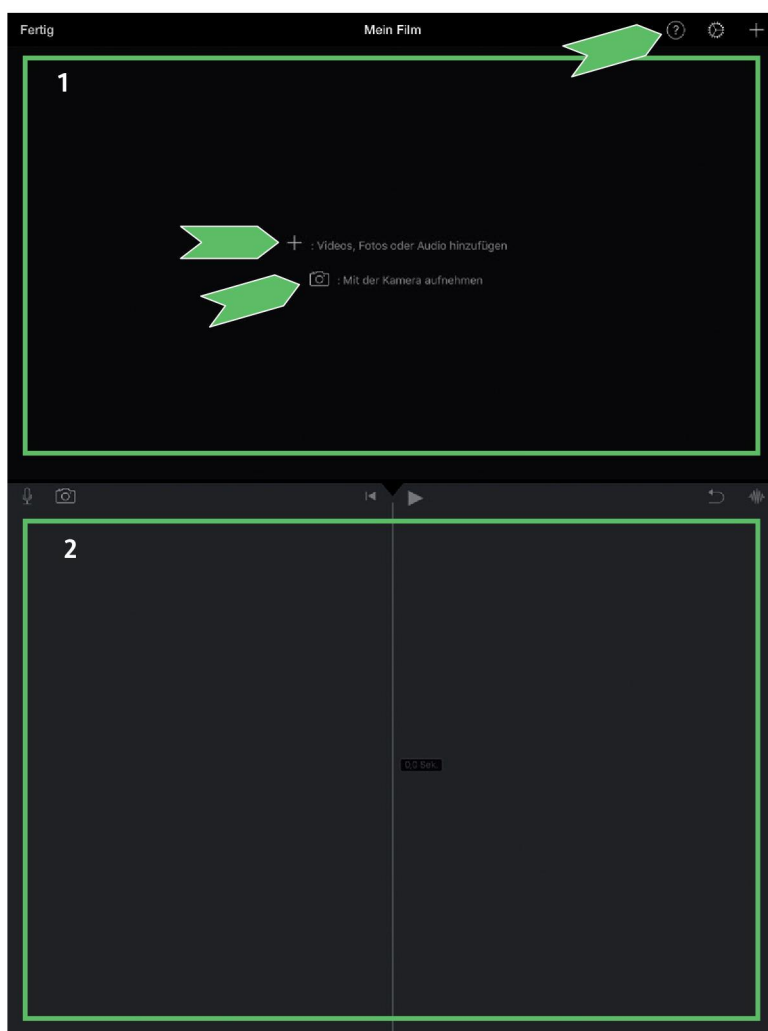 Fertig
Mein Film
?
1
: Videos, Fotos oder Audio hinzufügen
: Mit der Kamera aufnehmen
2
0,0 Sek.